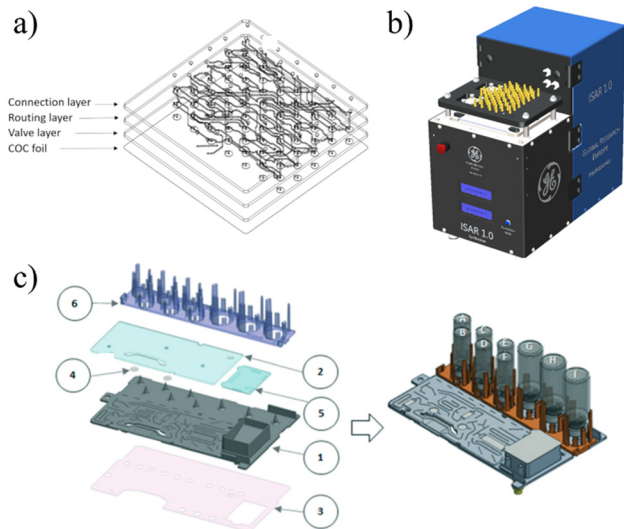 a)
Connection layer
Routing layer
Valve layer
COC foil
b)
ISAR 1.0
GLOBAL RESEARCH
EUROPE
ISAR 1.0
c)
6
4
2
5
1
3
A
B
C
D
E
F
G
H
I